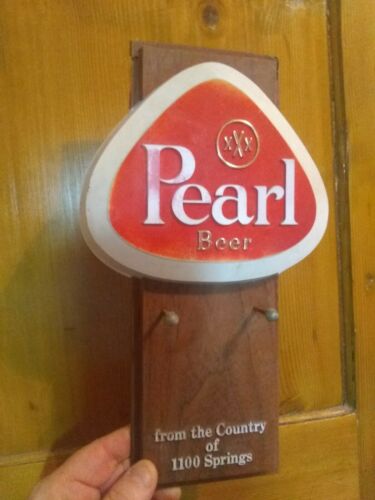 XXX
Pearl
Beer
from the Country
of
1100 Springs